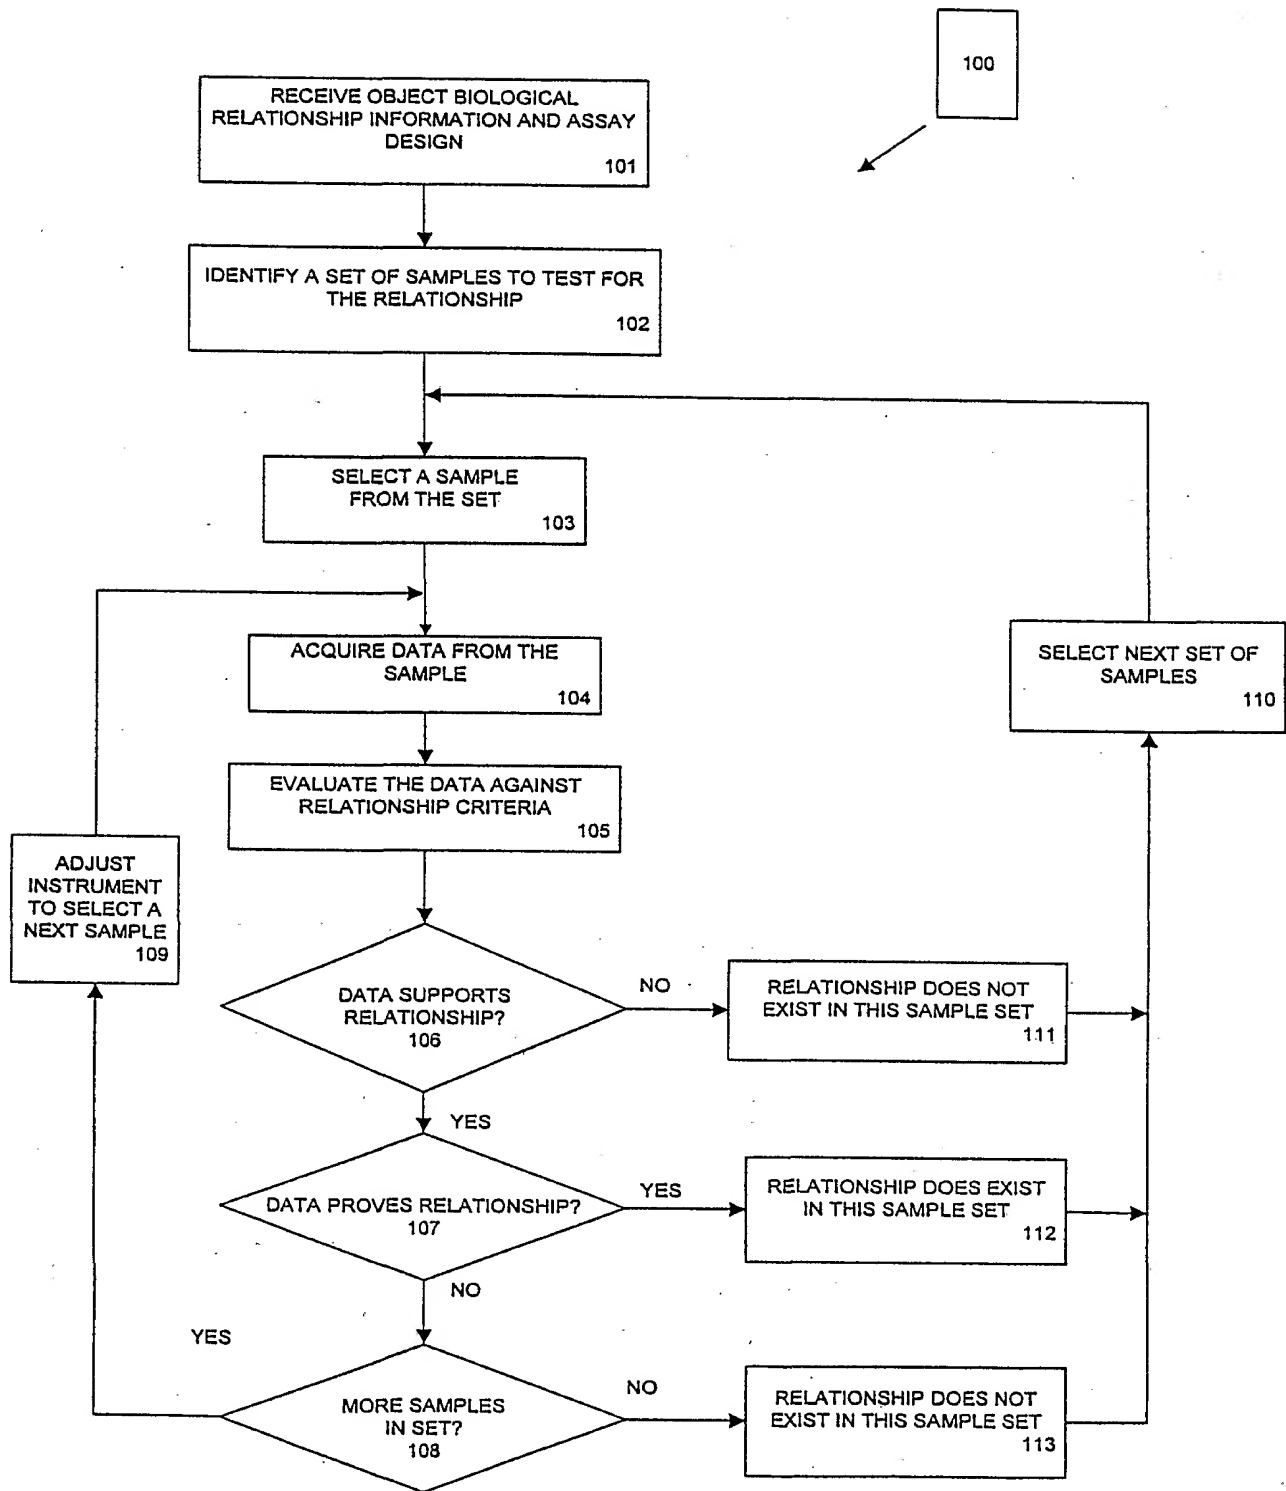 100
RECEIVE OBJECT BIOLOGICAL
RELATIONSHIP INFORMATION AND ASSAY
DESIGN
101
IDENTIFY A SET OF SAMPLES TO TEST FOR
THE RELATIONSHIP
102
SELECT A SAMPLE
FROM THE SET
103
ACQUIRE DATA FROM THE
SAMPLE
104
SELECT NEXT SET OF
SAMPLES
110
EVALUATE THE DATA AGAINST
RELATIONSHIP CRITERIA
105
ADJUST
INSTRUMENT
TO SELECT A
NEXT SAMPLE
109
DATA SUPPORTS
RELATIONSHIP?
106
NO
RELATIONSHIP DOES NOT
EXIST IN THIS SAMPLE SET
111
YES
DATA PROVES RELATIONSHIP?
107
YES
RELATIONSHIP DOES EXIST
IN THIS SAMPLE SET
112
NO
YES
MORE SAMPLES
IN SET?
108
NO
RELATIONSHIP DOES NOT
EXIST IN THIS SAMPLE SET
113